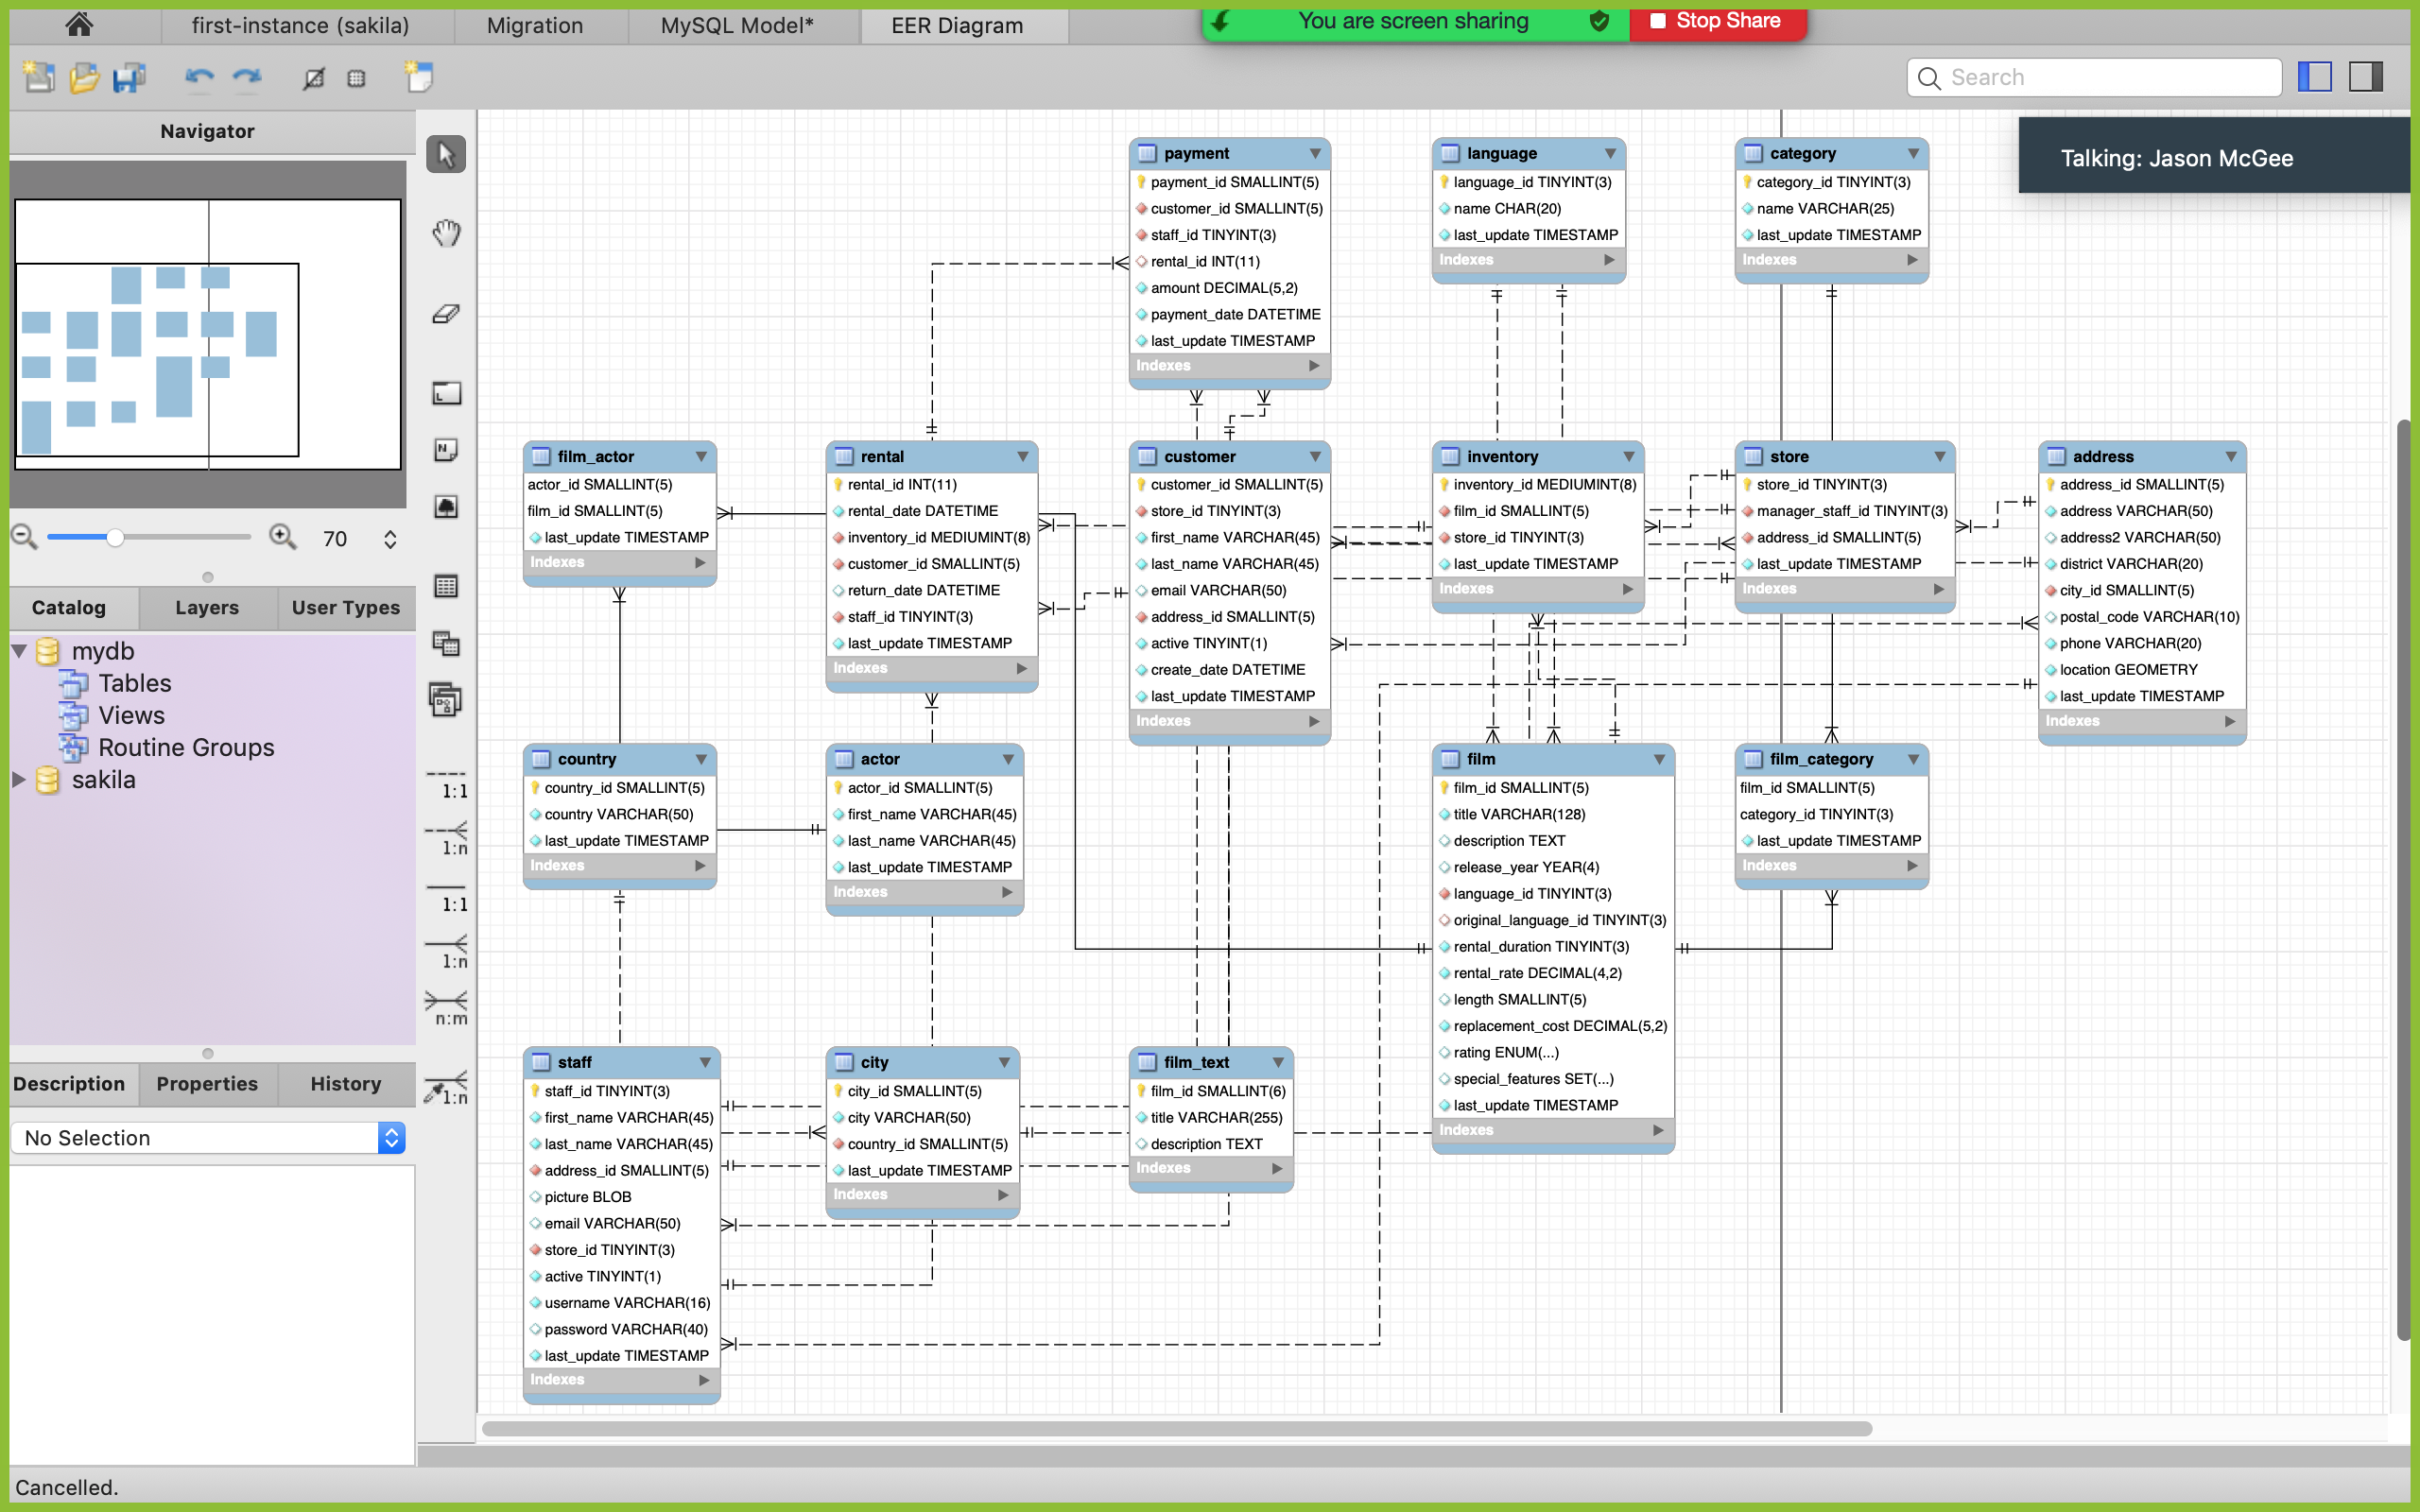 first-instance (sakila)
Migration
MySQL Model*
EER Diagram
You are screen sharing
Stop Share
Search
Talking: Jason McGee
Navigator
70
Catalog
Layers
User Types
mydb
Tables
Views
Routine Groups
sakila
Description
Properties
History
No Selection
Cancelled.
1:1
1:n
1:1
1:n
n:m
1:n
payment
payment_id SMALLINT(5)
customer_id SMALLINT(5)
staff_id TINYINT(3)
rental_id INT(11)
amount DECIMAL(5,2)
payment_date DATETIME
last_update TIMESTAMP
Indexes
language
language_id TINYINT(3)
name CHAR(20)
last_update TIMESTAMP
Indexes
category
category_id TINYINT(3)
name VARCHAR(25)
last_update TIMESTAMP
Indexes
film_actor
actor_id SMALLINT(5)
film_id SMALLINT(5)
last_update TIMESTAMP
Indexes
rental
rental_id INT(11)
rental_date DATETIME
inventory_id MEDIUMINT(8)
customer_id SMALLINT(5)
return_date DATETIME
staff_id TINYINT(3)
last_update TIMESTAMP
Indexes
customer
customer_id SMALLINT(5)
store_id TINYINT(3)
first_name VARCHAR(45)
last_name VARCHAR(45)
email VARCHAR(50)
address_id SMALLINT(5)
active TINYINT(1)
create_date DATETIME
last_update TIMESTAMP
Indexes
inventory
inventory_id MEDIUMINT(8)
film_id SMALLINT(5)
store_id TINYINT(3)
last_update TIMESTAMP
Indexes
store
store_id TINYINT(3)
manager_staff_id TINYINT(3)
address_id SMALLINT(5)
last_update TIMESTAMP
Indexes
address
address_id SMALLINT(5)
address VARCHAR(50)
address2 VARCHAR(50)
district VARCHAR(20)
city_id SMALLINT(5)
postal_code VARCHAR(10)
phone VARCHAR(20)
location GEOMETRY
last_update TIMESTAMP
Indexes
country
country_id SMALLINT(5)
country VARCHAR(50)
last_update TIMESTAMP
Indexes
actor
actor_id SMALLINT(5)
first_name VARCHAR(45)
last_name VARCHAR(45)
last_update TIMESTAMP
Indexes
film
film_id SMALLINT(5)
title VARCHAR(128)
description TEXT
release_year YEAR(4)
language_id TINYINT(3)
original_language_id TINYINT(3)
rental_duration TINYINT(3)
rental_rate DECIMAL(4,2)
length SMALLINT(5)
replacement_cost DECIMAL(5,2)
rating ENUM(...)
special_features SET(...)
last_update TIMESTAMP
Indexes
film_category
film_id SMALLINT(5)
category_id TINYINT(3)
last_update TIMESTAMP
Indexes
staff
staff_id TINYINT(3)
first_name VARCHAR(45)
last_name VARCHAR(45)
address_id SMALLINT(5)
picture BLOB
email VARCHAR(50)
store_id TINYINT(3)
active TINYINT(1)
username VARCHAR(16)
password VARCHAR(40)
last_update TIMESTAMP
Indexes
city
city_id SMALLINT(5)
city VARCHAR(50)
country_id SMALLINT(5)
last_update TIMESTAMP
Indexes
film_text
film_id SMALLINT(6)
title VARCHAR(255)
description TEXT
Indexes